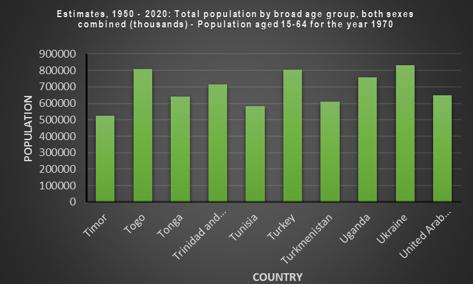 Estimates, 1950 - 2020: Total population by broad age group, both sexes
combined (thousands) - Population aged 15-64 for the year 1970
POPULATION
900000
800000
700000
600000
500000
400000
300000
200000
100000
0
Timor
Togo
Tonga
Trinidad and...
Tunisia
Turkey
Turkmenistan
Uganda
Ukraine
United Arab...
COUNTRY